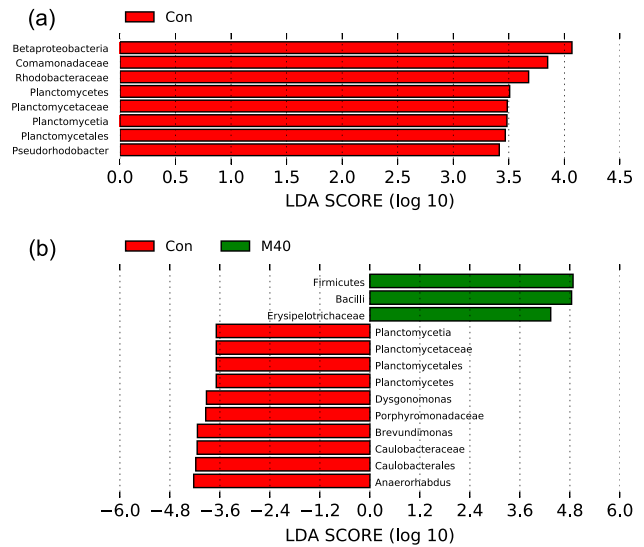 (a)
Con
Betaproteobacteria
Comamonadaceae
Rhodobacteraceae
Planctomycetes
Planctomycetaceae
Planctomycetia
Planctomycetales
Pseudorhodobacter
0.0 0.5 1.0 1.5 2.0 2.5 3.0 3.5 4.0 4.5
LDA SCORE (log 10)
(b)
Con M40
Firmicutes
Bacilli
Erysipelotrichaceae
Planctomycetia
Planctomycetaceae
Planctomycetales
Planctomycetes
Dysgonomonas
Porphyromonadaceae
Brevundimonas
Caulobacteraceae
Caulobacterales
Anaerorhabdus
−6.0 −4.8 −3.6 −2.4 −1.2 0.0 1.2 2.4 3.6 4.8 6.0
LDA SCORE (log 10)